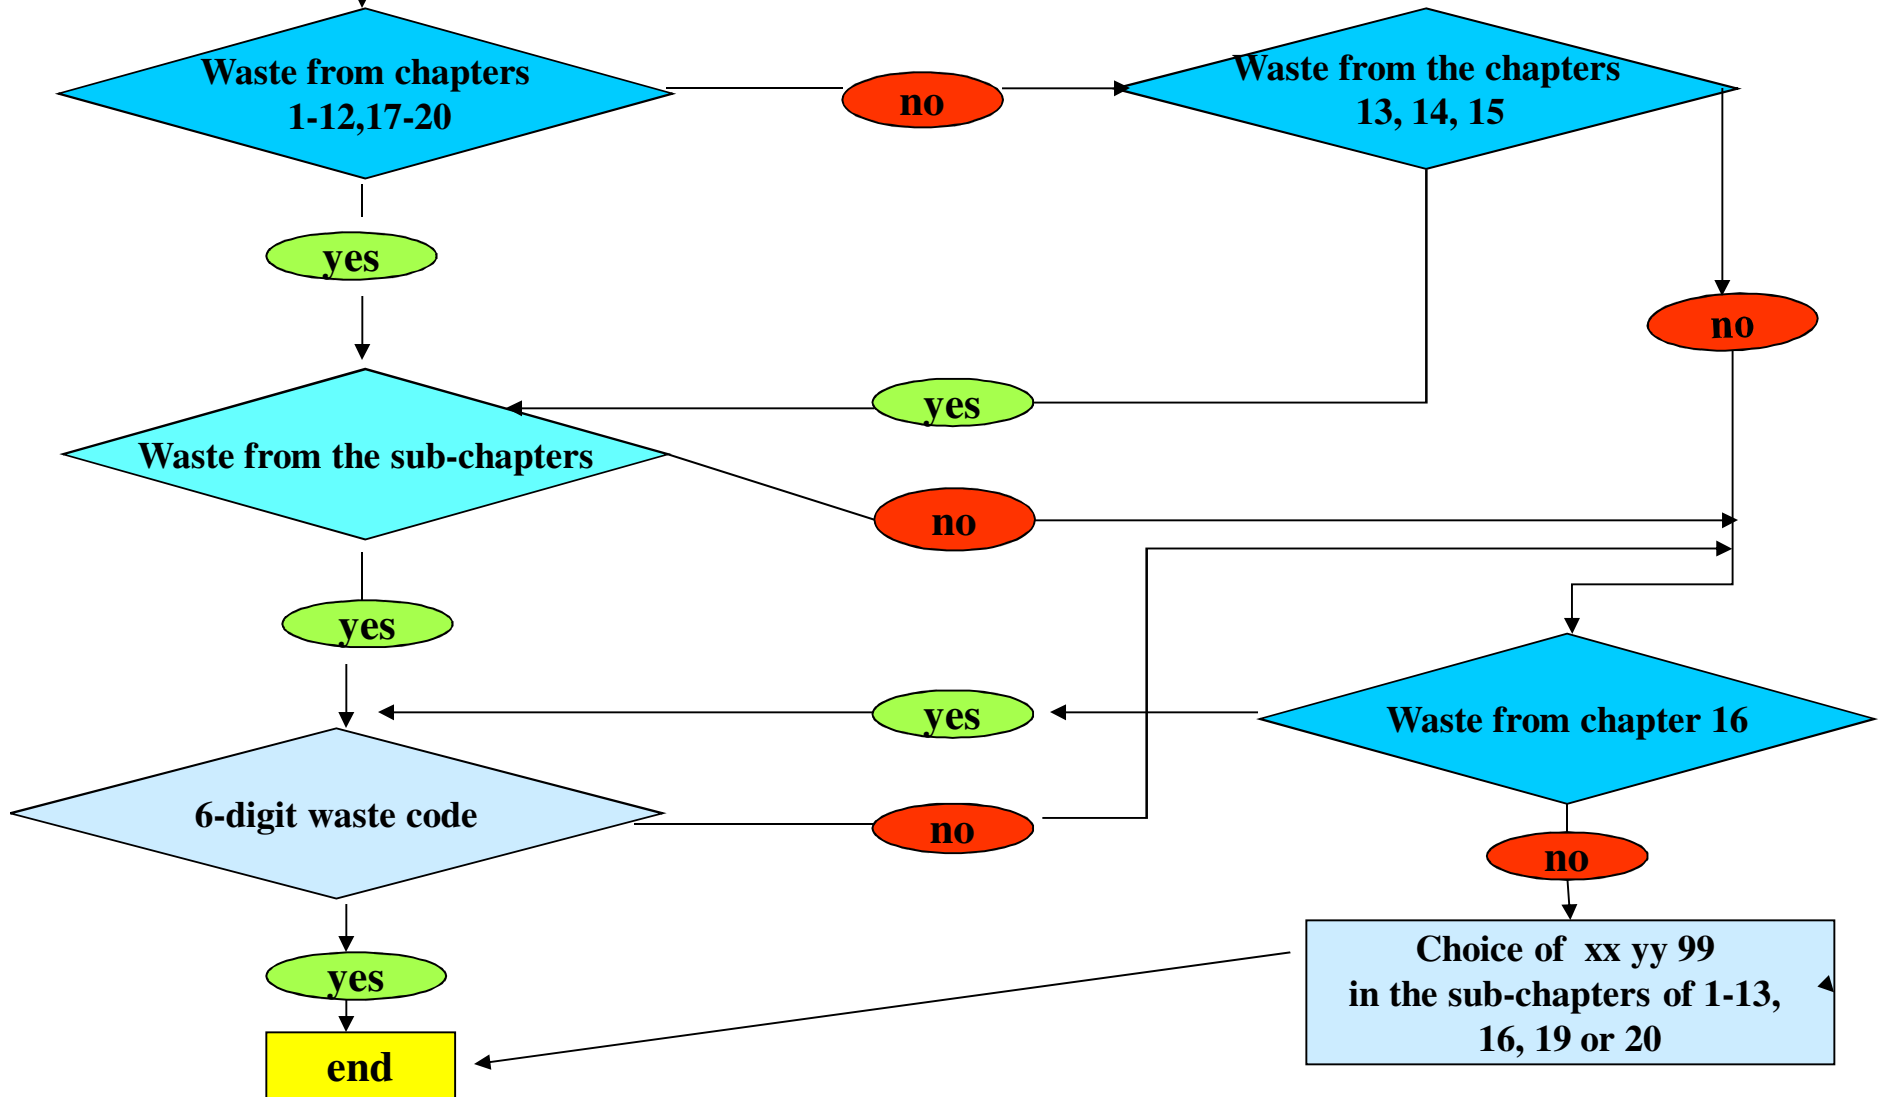 Waste from chapters
1-12,17-20
no
Waste from the chapters
13, 14, 15
yes
no
yes
Waste from the sub-chapters
no
yes
yes
Waste from chapter 16
6-digit waste code
no
no
Choice of xx yy 99
in the sub-chapters of 1-13,
16, 19 or 20
yes
end